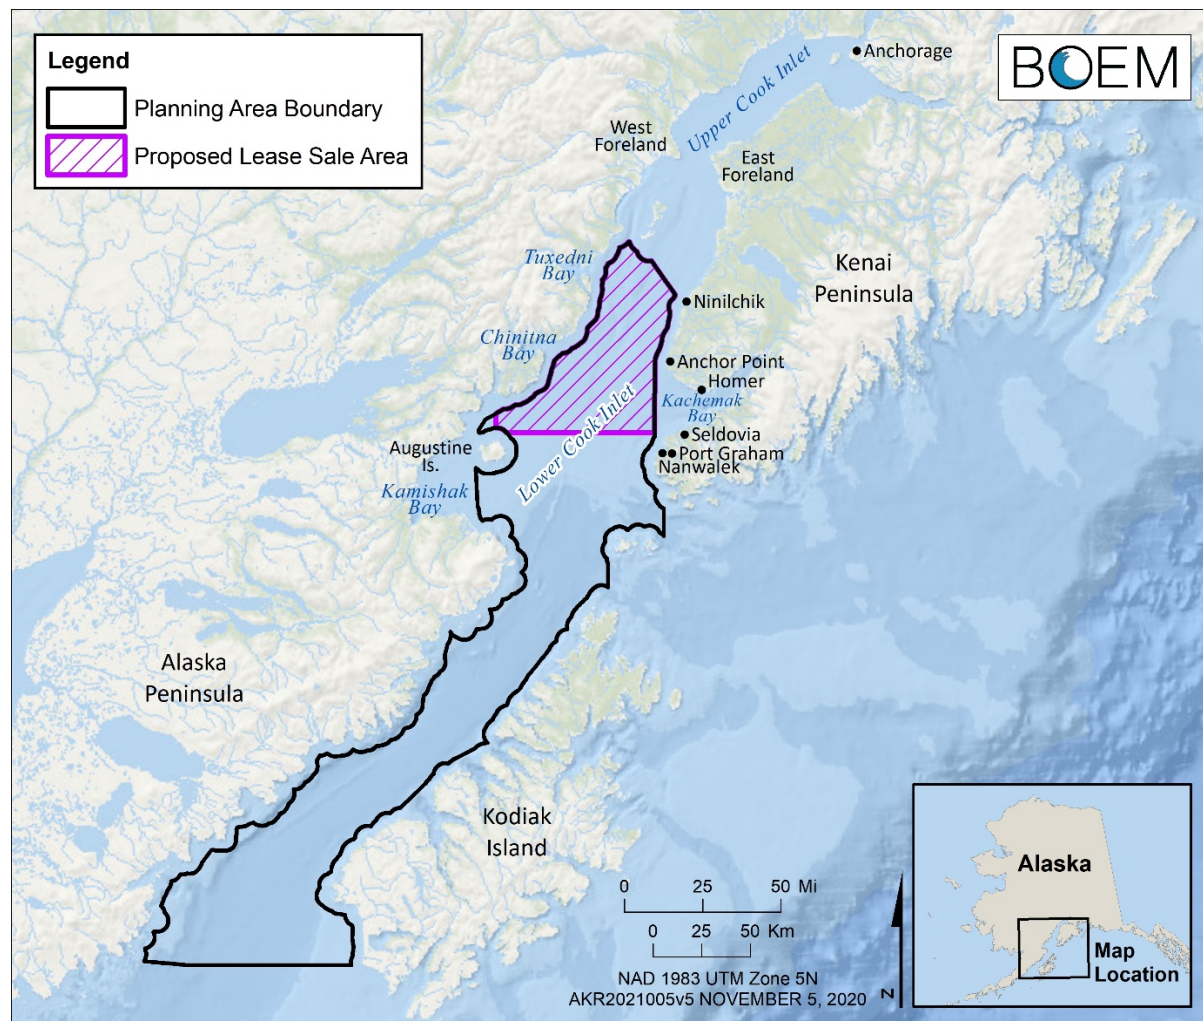 Legend
Planning Area Boundary
Proposed Lease Sale Area
BOEM
Anchorage
Upper Cook Inlet
West
Foreland
East
Foreland
Tuxedni
Bay
Kenai
Peninsula
Ninilchik
Chinitna
Bay
Anchor Point
Homer
Kachemak
Bay
Lower Cook Inlet
Seldovia
Port Graham
Nanwalek
Augustine
Is.
Kamishak
Bay
Alaska
Peninsula
Kodiak
Island
0 25 50 Mi
0 25 50 Km
NAD 1983 UTM Zone 5N
AKR2021005v5 NOVEMBER 5, 2020
N
Alaska
Map
Location